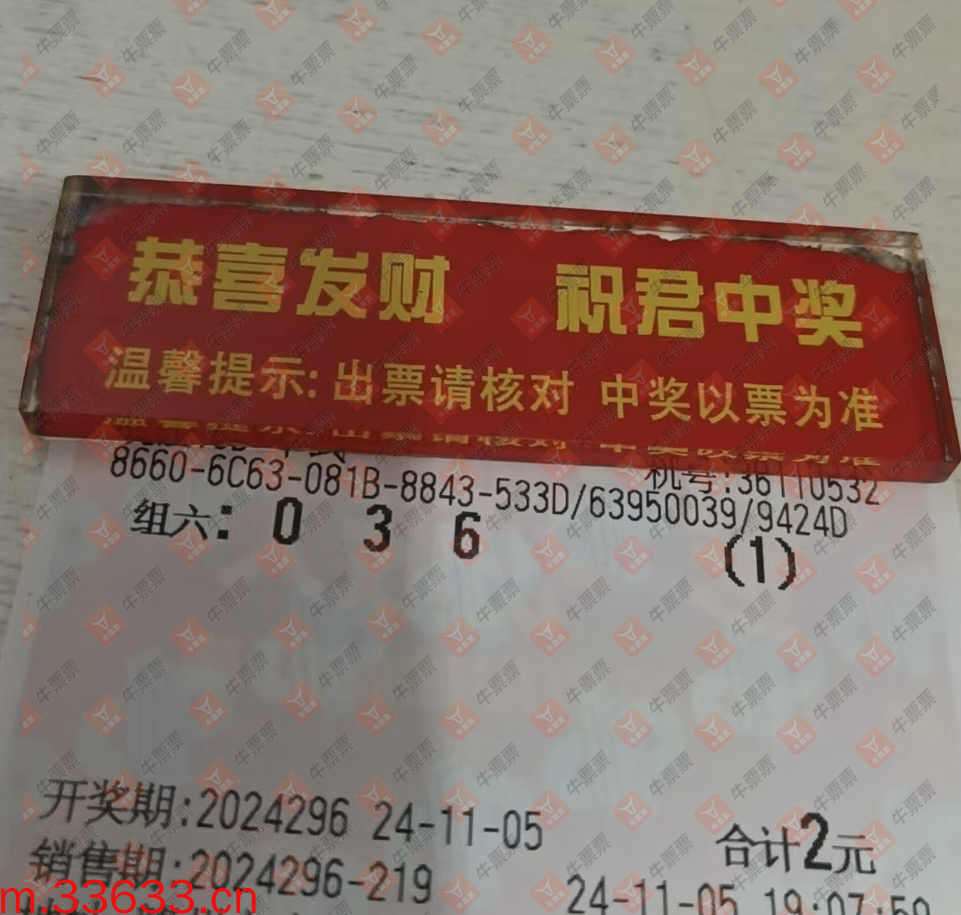 恭喜发财 祝君中奖
温馨提示: 出票请核对 中奖以票为准
机号:36110532
8660-6C63-081B-8843-533D/63950039/9424D
组六: 0 3 6 (1)
开奖期:2024296 24-11-05 合计2元
销售期:2024296-219 24-11-05 19:07:59
m.33633.cn
牛票票